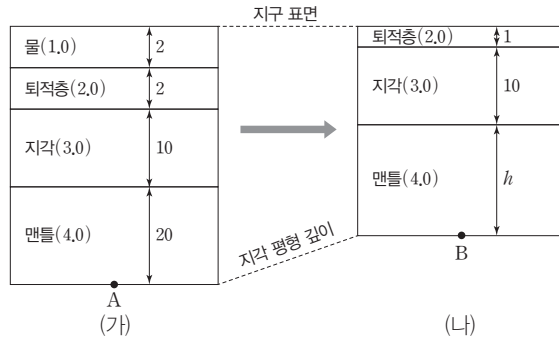 지구 표면
물(1.0) 2
퇴적층(2.0) 2
지각(3.0) 10
맨틀(4.0) 20
A
(가)
지각 평형 깊이
퇴적층(2.0) 1
지각(3.0) 10
맨틀(4.0) h
B
(나)